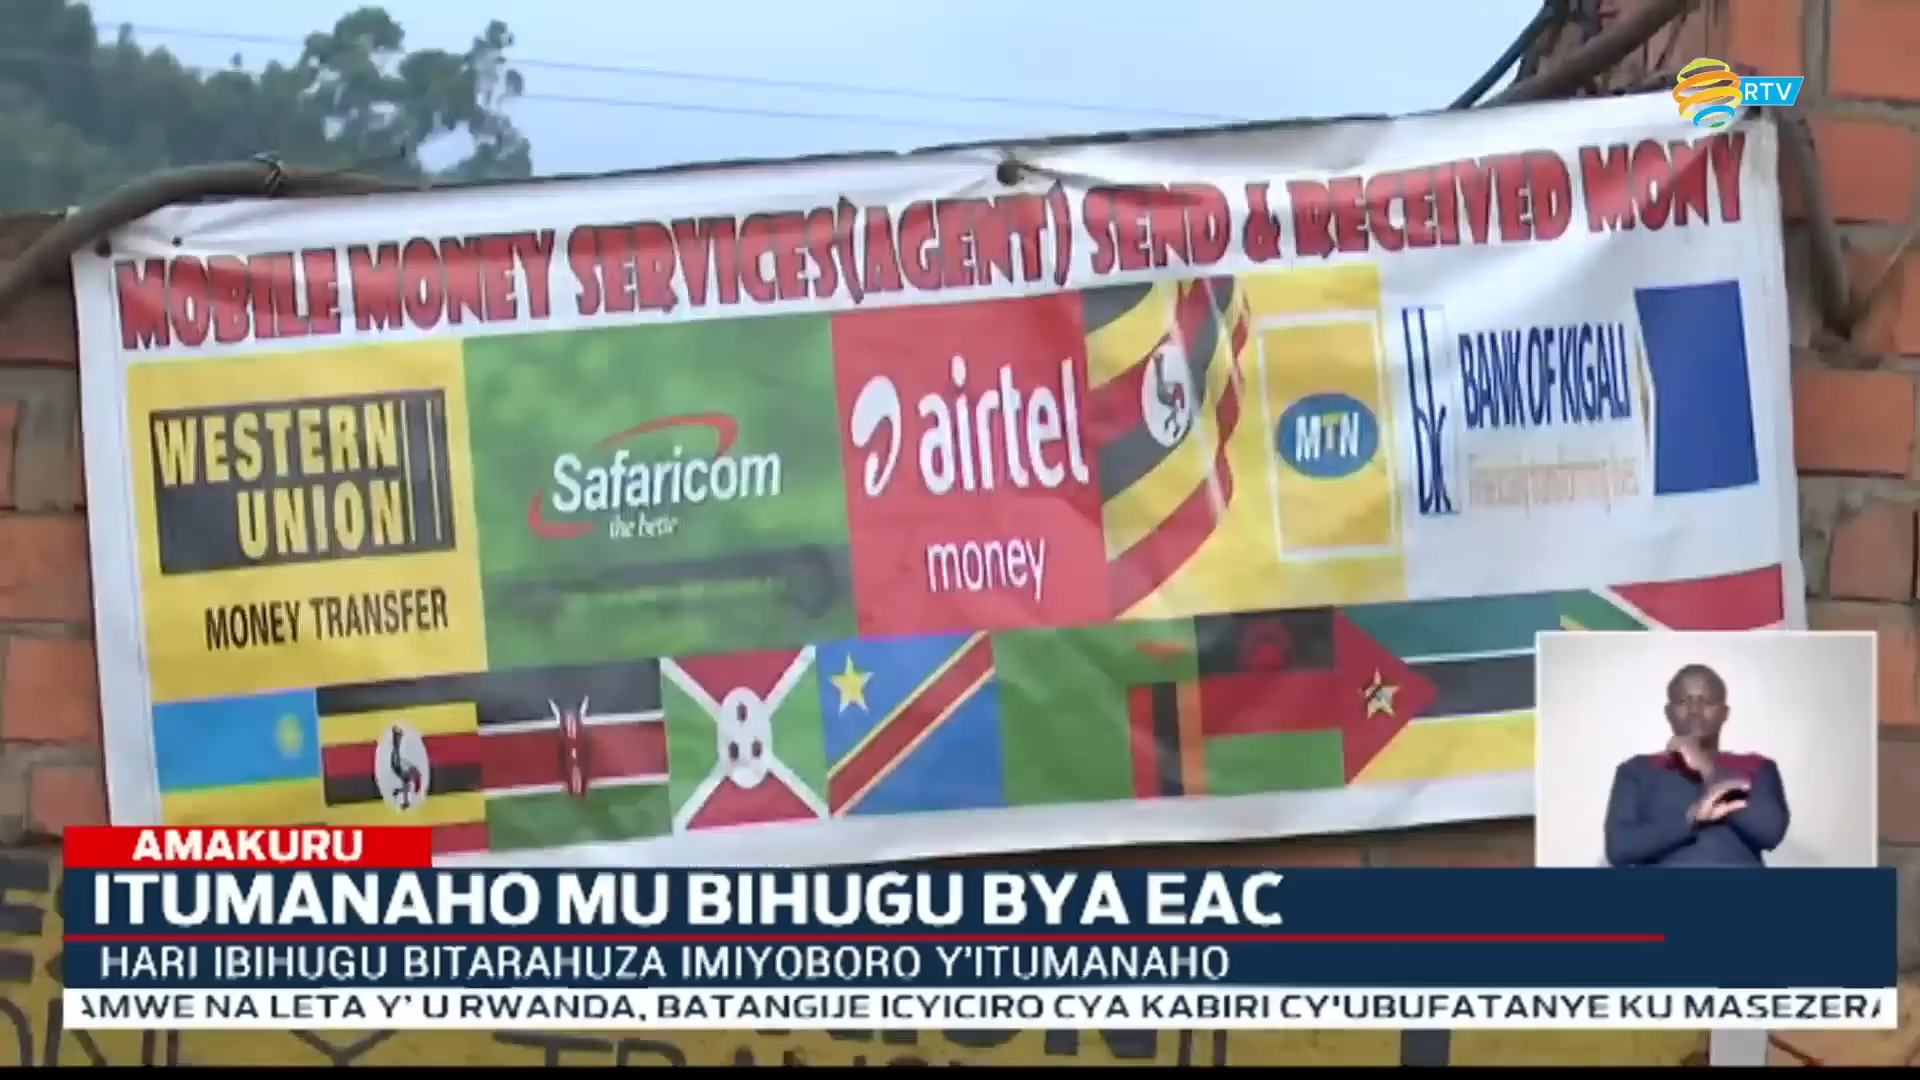 RTV
MOBILE MONEY SERVICES(AGENT) SEND & RECEIVED MONY
WESTERN
UNION
MONEY TRANSFER
Safaricom
airtel
money
MTN
bk
BANK OF KIGALI
AMAKURU
ITUMANAHO MU BIHUGU BYA EAC
HARI IBIHUGU BITARAHUZA IMIYOBORO Y'ITUMANAHO
AMWE NA LETA Y' U RWANDA, BATANGIJE ICYICIRO CYA KABIRI CY'UBUFATANYE KU MASEZERA